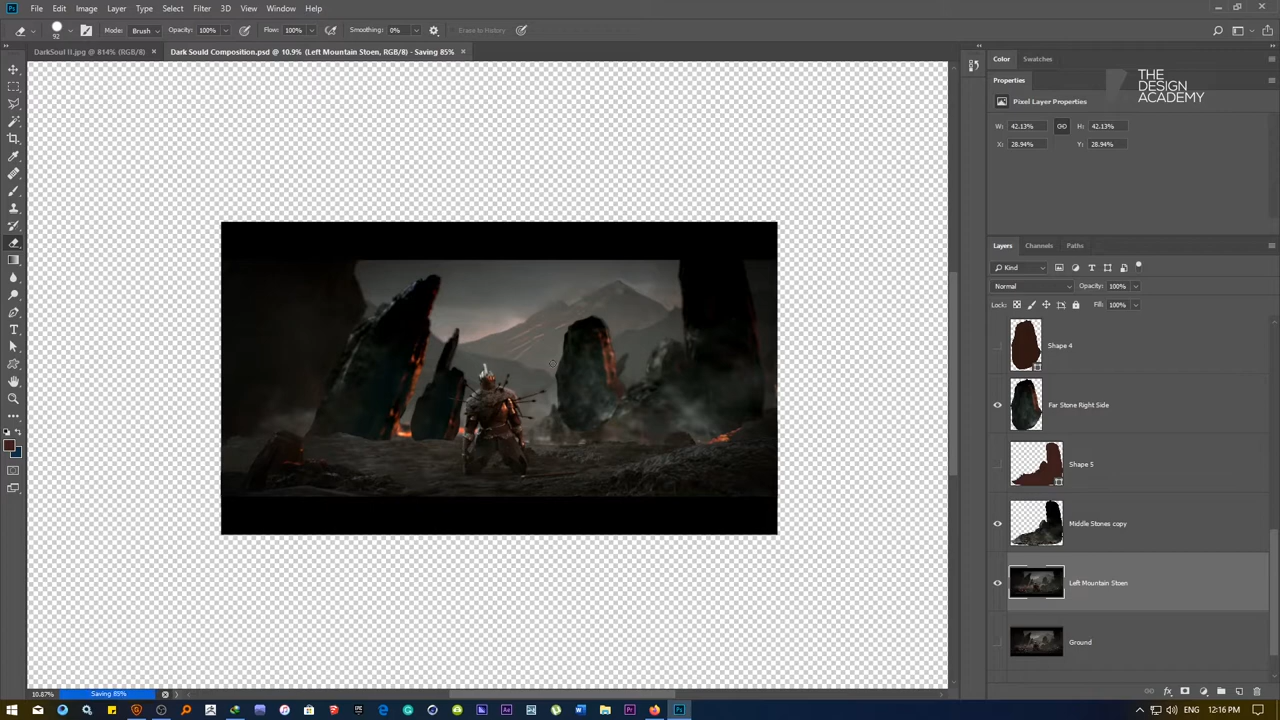 File Edit Image Layer Type Select Filter 3D View Window Help
92 Mode: Brush Opacity: 100% Flow: 100% Smoothing: 0% Erase to History
DarkSoul II.jpg @ 814% (RGB/8) × Dark Sould Composition.psd @ 10.9% (Left Mountain Stoen, RGB/8) - Saving 85% ×
Color Swatches
Properties
THE
DESIGN
ACADEMY
Pixel Layer Properties
W: 42.13% H: 42.13%
X: 28.94% Y: 28.94%
Layers Channels Paths
Kind
Normal Opacity: 100%
Lock: Fill: 100%
Shape 4
Far Stone Right Side
Shape 5
Middle Stones copy
Left Mountain Stoen
Ground
10.87% Saving 85%
12:16 PM